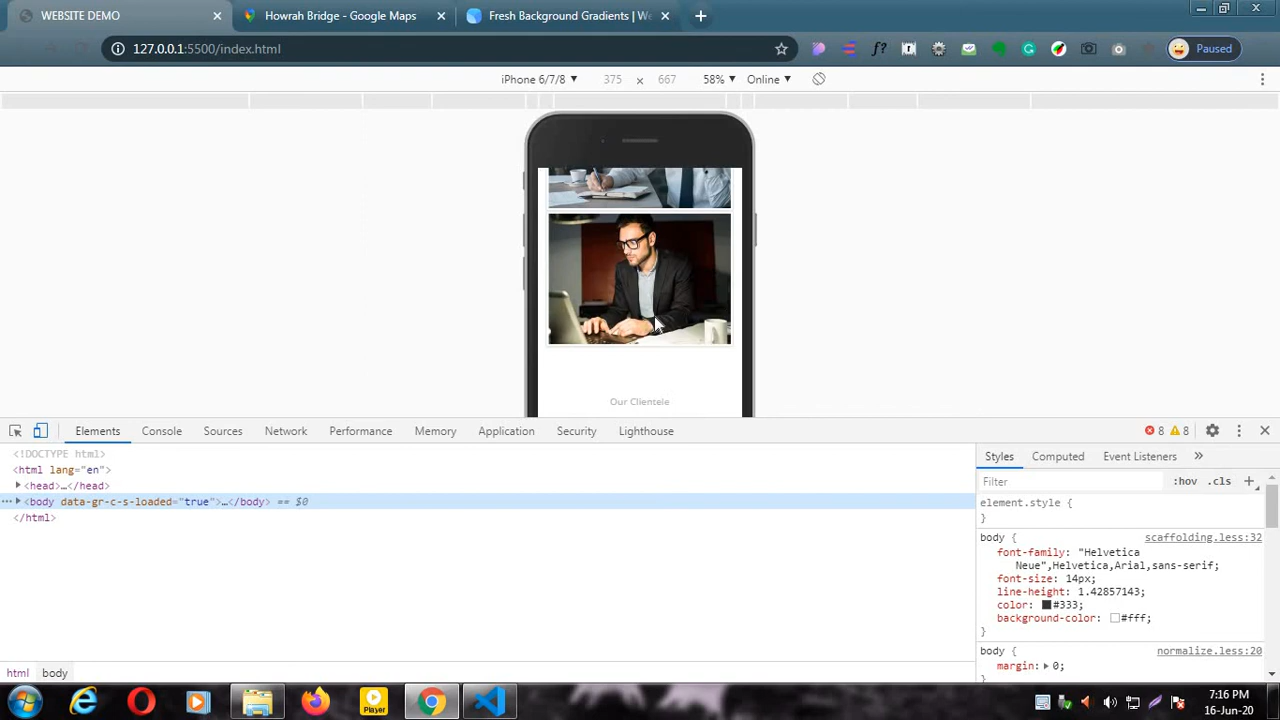 WEBSITE DEMO
Howrah Bridge - Google Maps
Fresh Background Gradients | We
127.0.0.1:5500/index.html
f?
Paused
iPhone 6/7/8 375 × 667 58% Online
Our Clientele
Elements Console Sources Network Performance Memory Application Security Lighthouse
8 8
<!DOCTYPE html>
<html lang="en">
<head>…</head>
<body data-gr-c-s-loaded="true">…</body> == $0
</html>
html body
Styles Computed Event Listeners »
Filter :hov .cls +
element.style {
}
body { scaffolding.less:32
font-family: "Helvetica
Neue",Helvetica,Arial,sans-serif;
font-size: 14px;
line-height: 1.42857143;
color: #333;
background-color: #fff;
}
body { normalize.less:20
margin: 0;
Player
7:16 PM
16-Jun-20